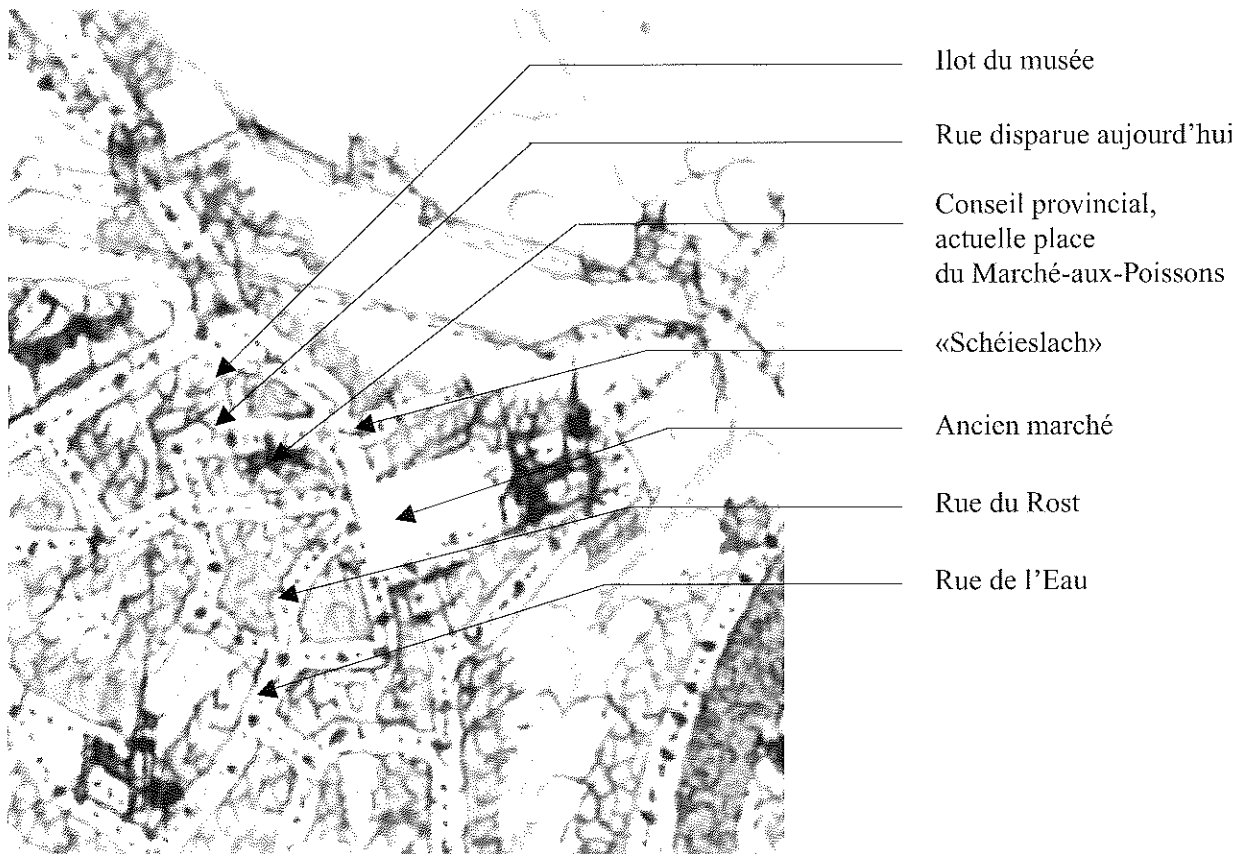 Ilot du musée
Rue disparue aujourd'hui
Conseil provincial,
actuelle place
du Marché-aux-Poissons
«Schéieslach»
Ancien marché
Rue du Rost
Rue de l'Eau